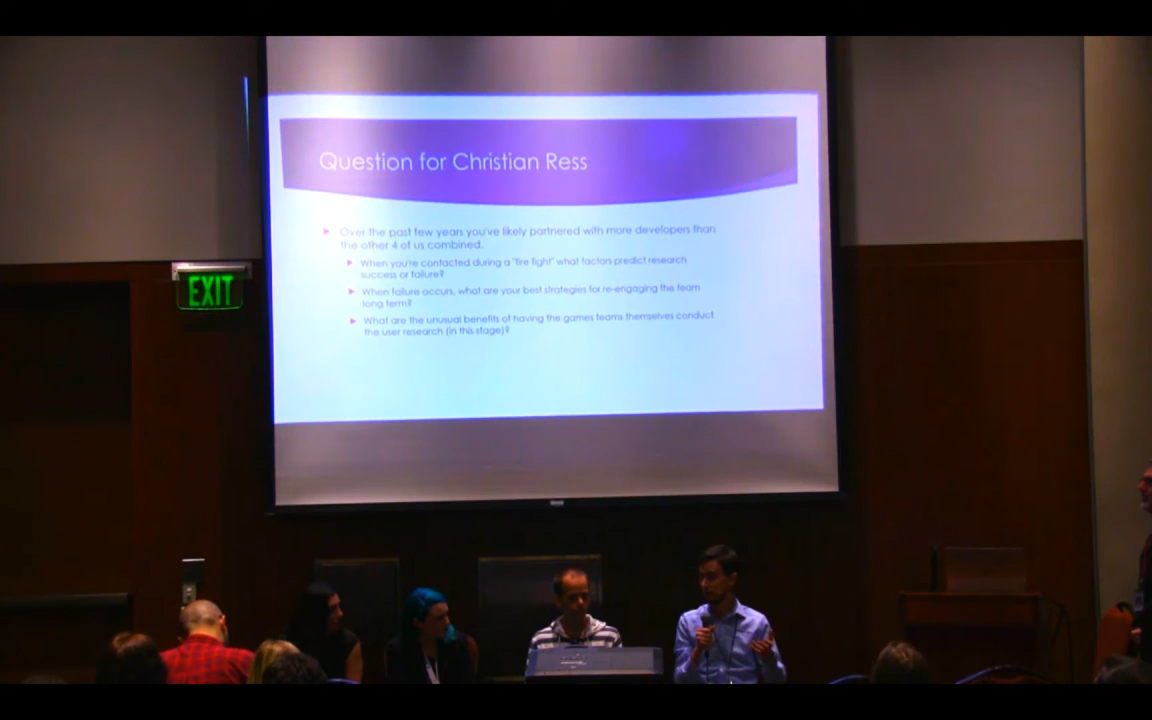 Question for Christian Ress
Over the past few years you've likely partnered with more developers than
the other 4 of us combined.
When you're contacted during a "fire fight" what factors predict research
success or failure?
When failure occurs, what are your best strategies for re-engaging the team
long term?
What are the unusual benefits of having the games teams themselves conduct
the user research (in this stage)?
EXIT